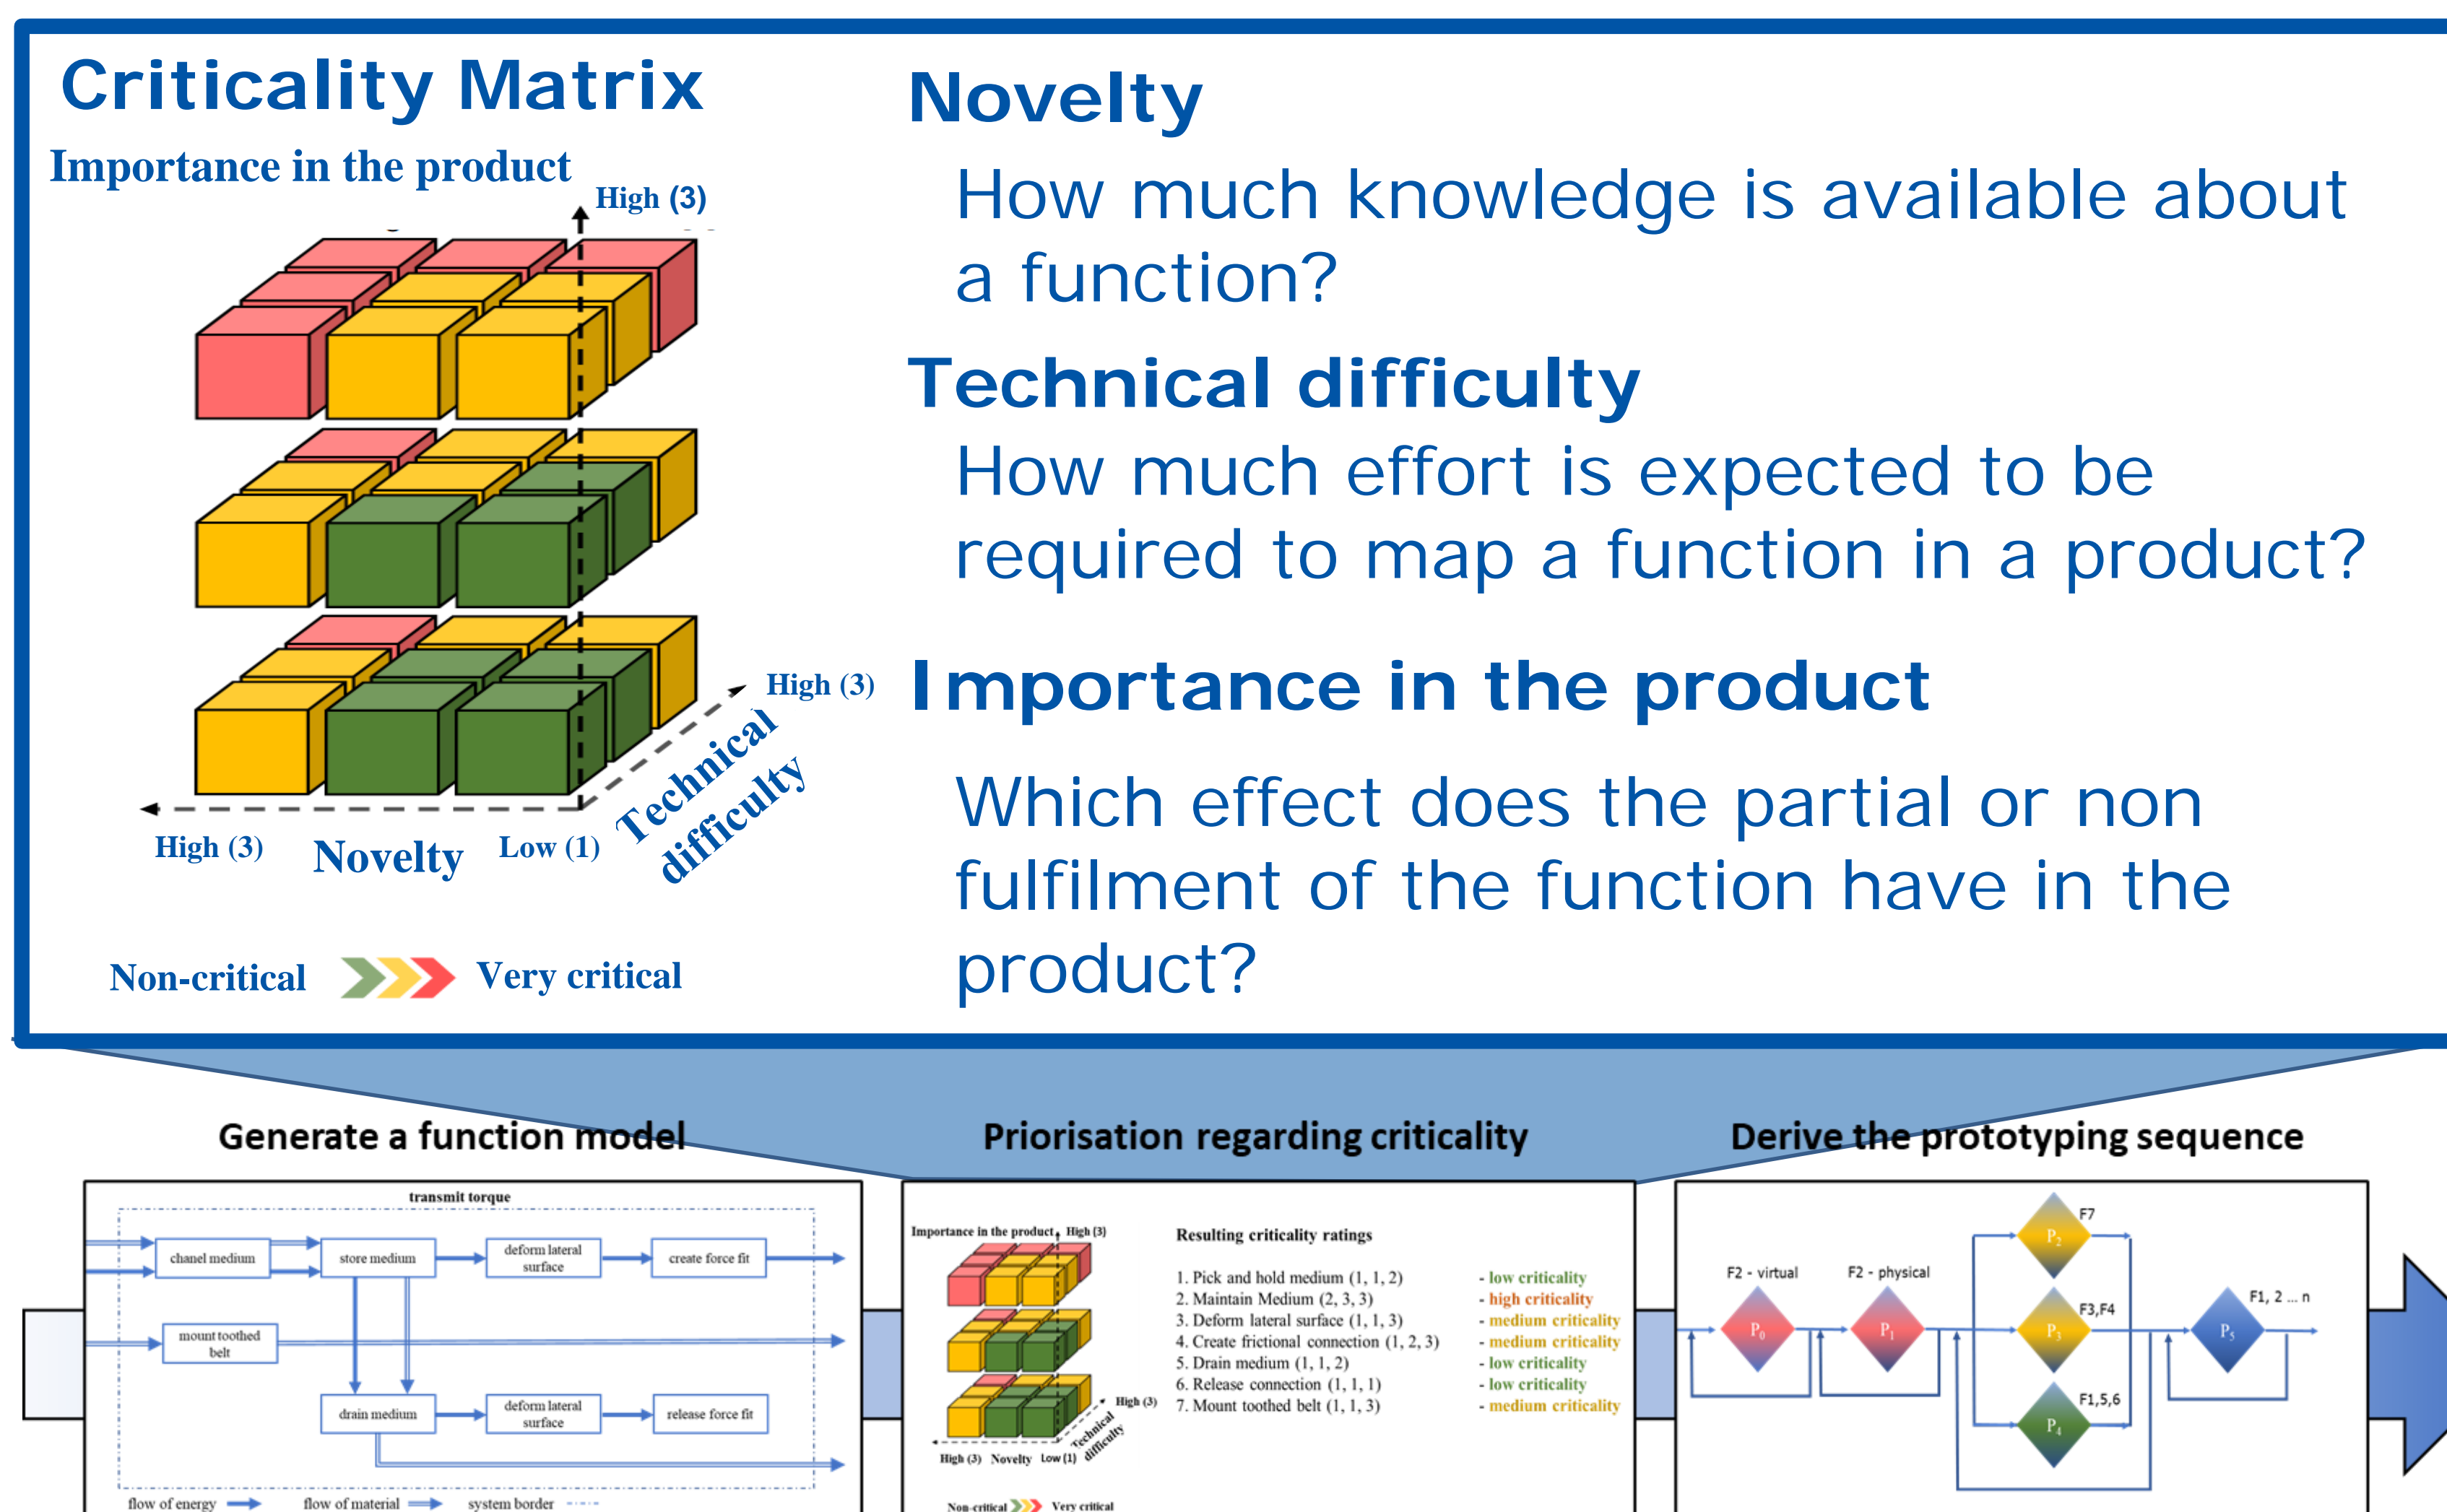 Criticality Matrix
Importance in the product
High (3)
High (3)
Technical
difficulty
High (3)
Novelty
Low (1)
Non-critical
Very critical
Novelty
How much knowledge is available about
a function?
Technical difficulty
How much effort is expected to be
required to map a function in a product?
Importance in the product
Which effect does the partial or non
fulfilment of the function have in the
product?
Generate a function model
transmit torque
chanel medium
store medium
deform lateral
surface
create force fit
mount toothed
belt
drain medium
deform lateral
surface
release force fit
flow of energy
flow of material
system border
Priorisation regarding criticality
Importance in the product
High (3)
High (3)
Technical
difficulty
High (3)
Novelty
Low (1)
Non-critical
Very critical
Resulting criticality ratings
1. Pick and hold medium (1, 1, 2) - low criticality
2. Maintain Medium (2, 3, 3) - high criticality
3. Deform lateral surface (1, 1, 3) - medium criticality
4. Create frictional connection (1, 2, 3) - medium criticality
5. Drain medium (1, 1, 2) - low criticality
6. Release connection (1, 1, 1) - low criticality
7. Mount toothed belt (1, 1, 3) - medium criticality
Derive the prototyping sequence
F2 - virtual
P0
F2 - physical
P1
F7
P2
F3,F4
P3
F1,5,6
P4
F1, 2 ... n
P5